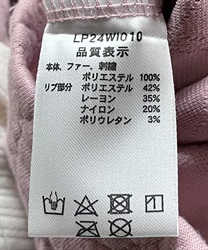 LP24WI010
品質表示
本体、ファー、刺繍
ポリエステル 100%
リブ部分 ポリエステル 42%
レーヨン 35%
ナイロン 20%
ポリウレタン 3%